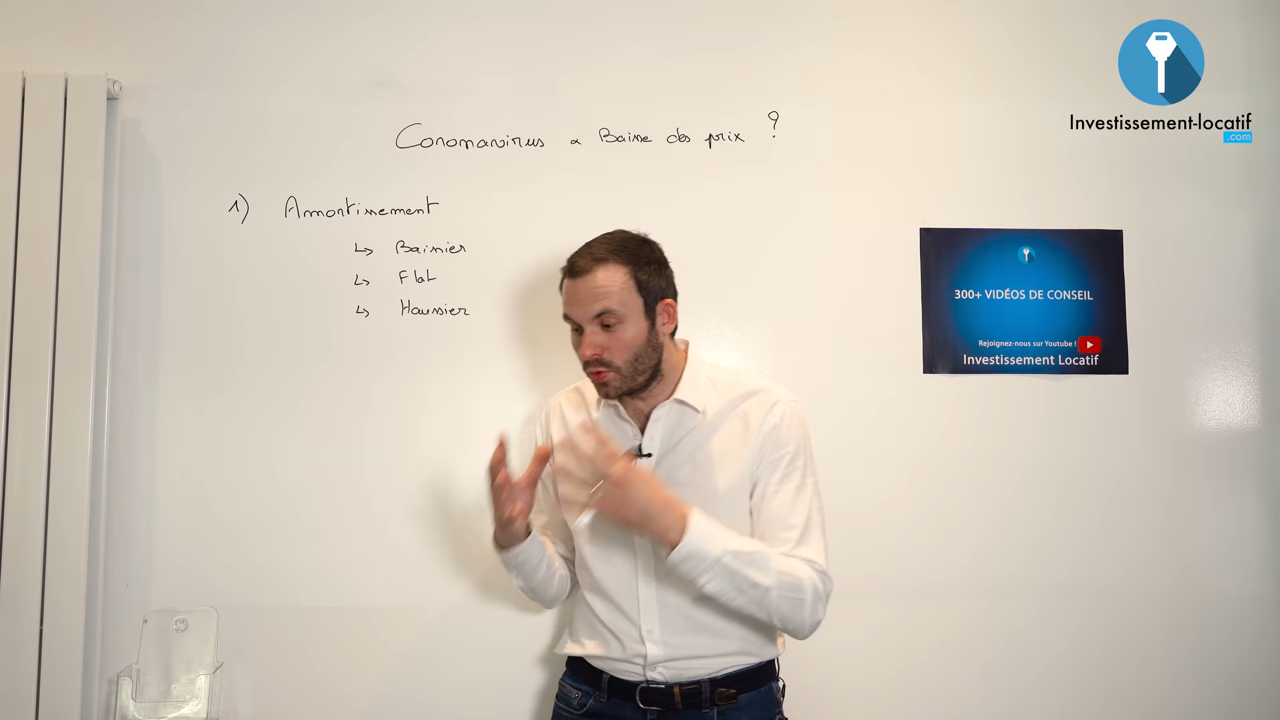 Coronavirus & Baisse des prix ?
1) Amortissement
↳ Baissier
↳ Flat
↳ Haussier
Investissement-locatif
.com
300+ VIDÉOS DE CONSEIL
Rejoignez-nous sur Youtube !
Investissement Locatif